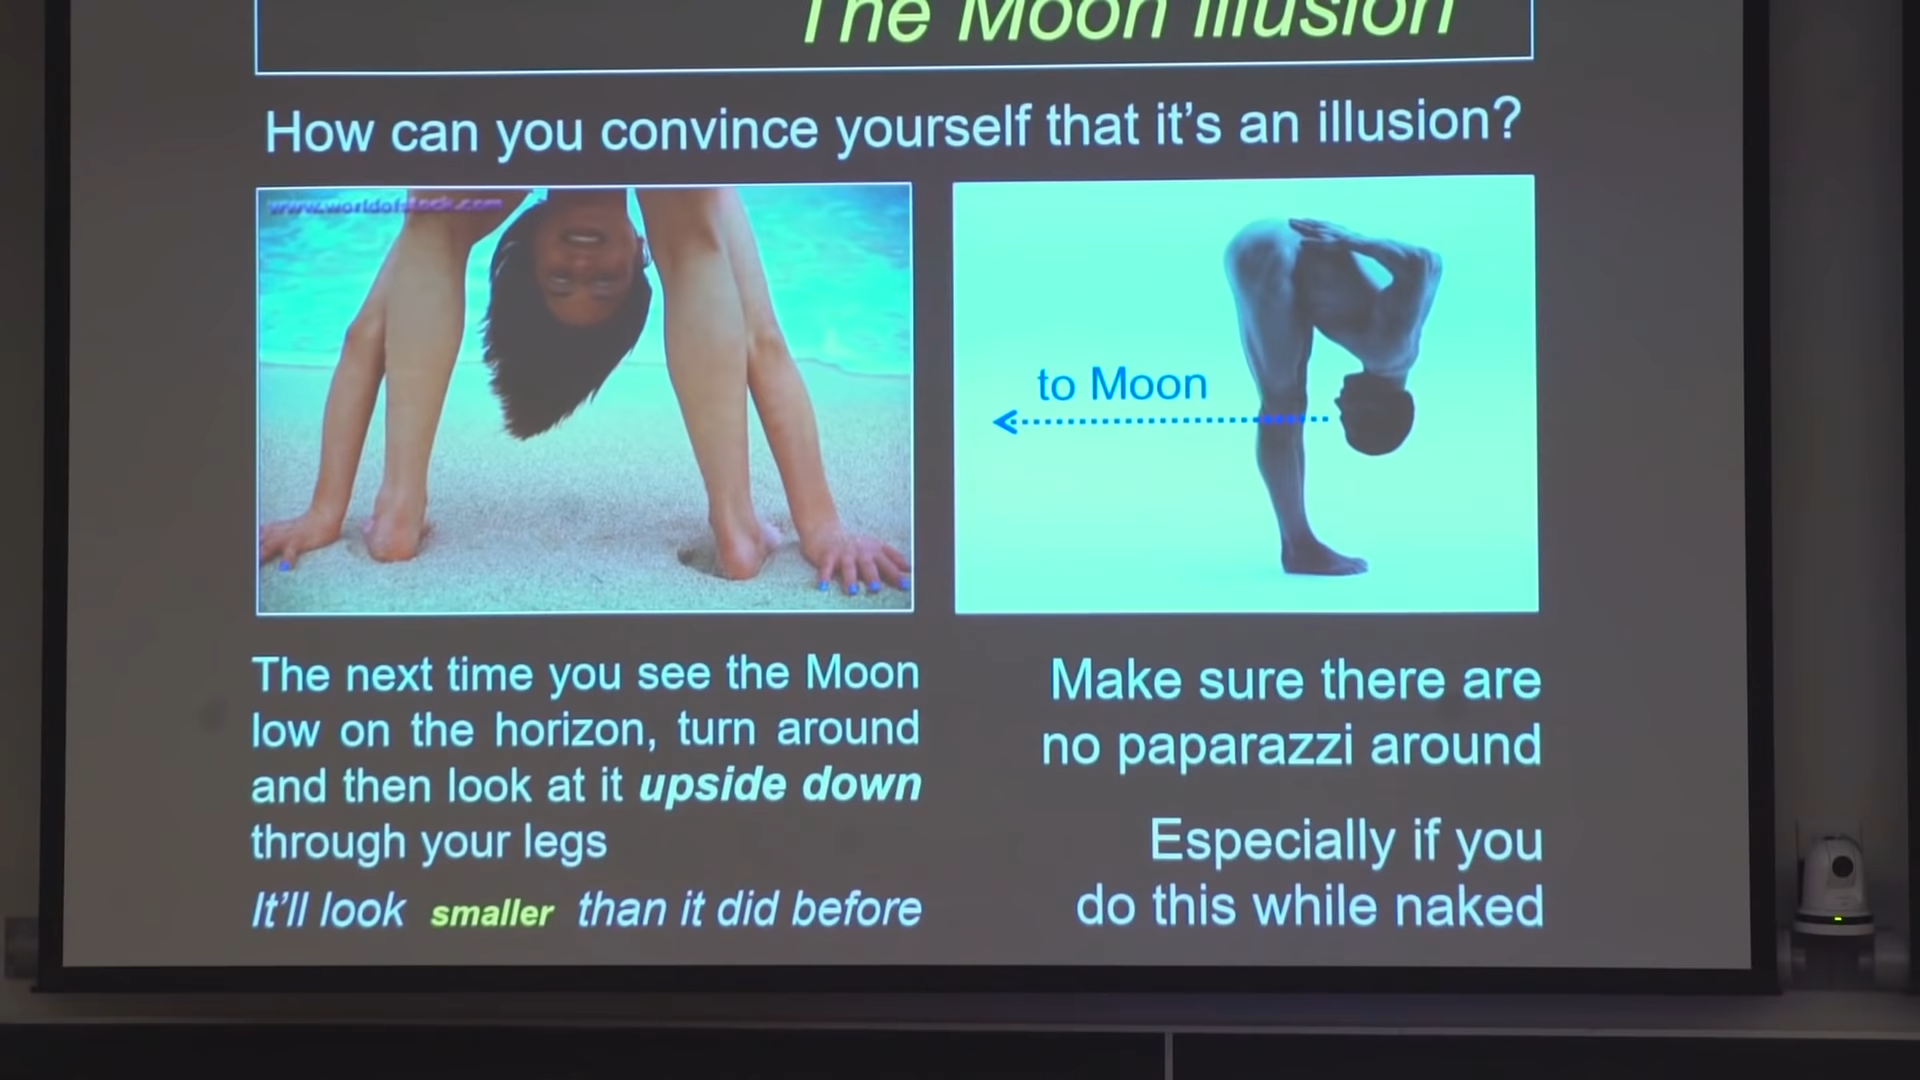 The Moon Illusion
How can you convince yourself that it's an illusion?
www.worldofstock.com
to Moon
The next time you see the Moon
low on the horizon, turn around
and then look at it upside down
through your legs
It'll look smaller than it did before
Make sure there are
no paparazzi around
Especially if you
do this while naked